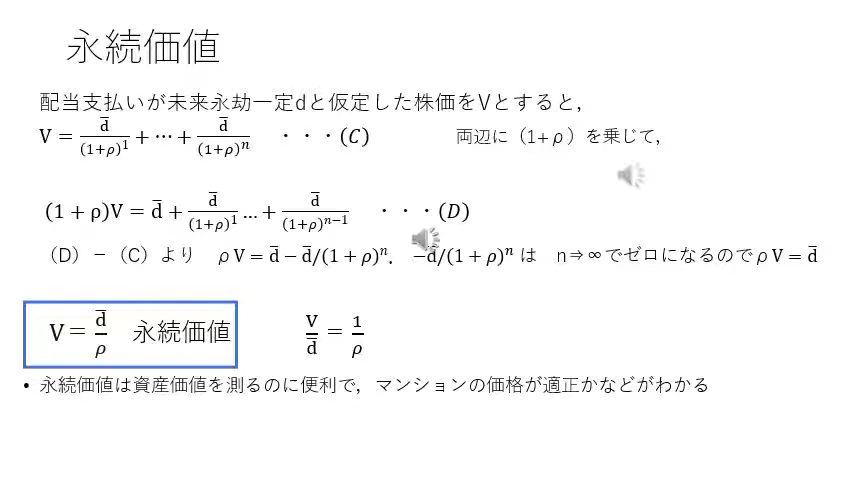 永続価値
配当支払いが未来永劫一定dと仮定した株価をVとすると，
V = d̄/(1+ρ)¹ + ⋯ + d̄/(1+ρ)ⁿ ・・・(C) 両辺に（1+ρ）を乗じて，
(1 + ρ)V = d̄ + d̄/(1+ρ)¹ … + d̄/(1+ρ)ⁿ⁻¹ ・・・(D)
（D）－（C）より ρV = d̄ − d̄/(1 + ρ)ⁿ. −d̄/(1 + ρ)ⁿ は n⇒∞でゼロになるのでρV = d̄
V = d̄/ρ 永続価値 V/d̄ = 1/ρ
• 永続価値は資産価値を測るのに便利で，マンションの価格が適正かなどがわかる